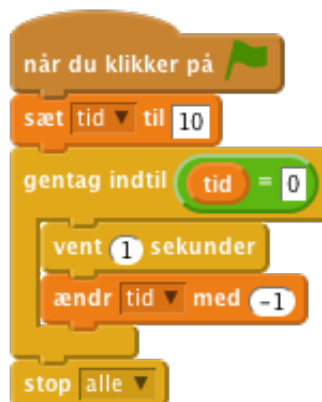 når du klikker på
sæt tid til 10
gentag indtil tid = 0
vent 1 sekunder
ændr tid med -1
stop alle